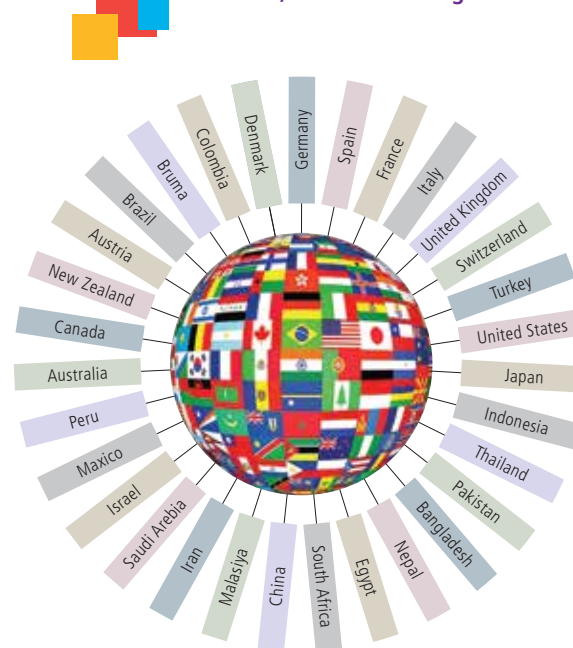 Germany
Spain
France
Italy
United Kingdom
Switzerland
Turkey
United States
Japan
Indonesia
Thailand
Pakistan
Bangladesh
Nepal
Egypt
South Africa
China
Malasiya
Iran
Saudi Arebia
Israel
Maxico
Peru
Australia
Canada
New Zealand
Austria
Brazil
Bruma
Colombia
Denmark